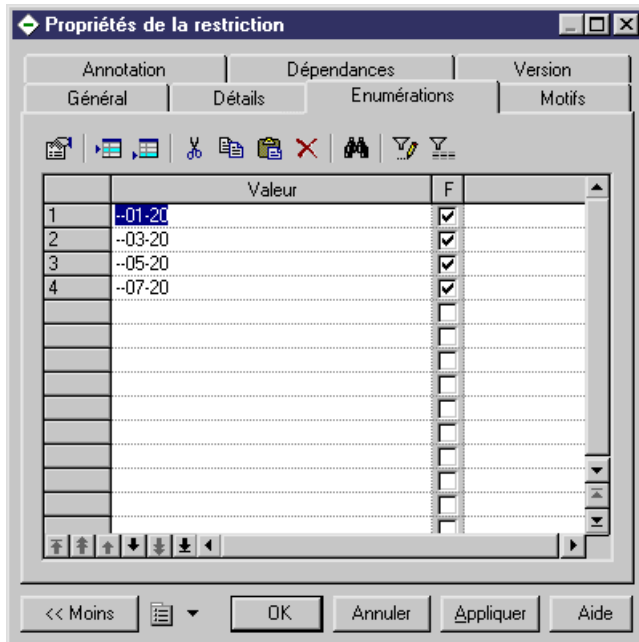 Propriétés de la restriction
Annotation Dépendances Version
Général Détails Enumérations Motifs
Valeur F
1 --01-20
2 --03-20
3 --05-20
4 --07-20
<< Moins OK Annuler Appliquer Aide